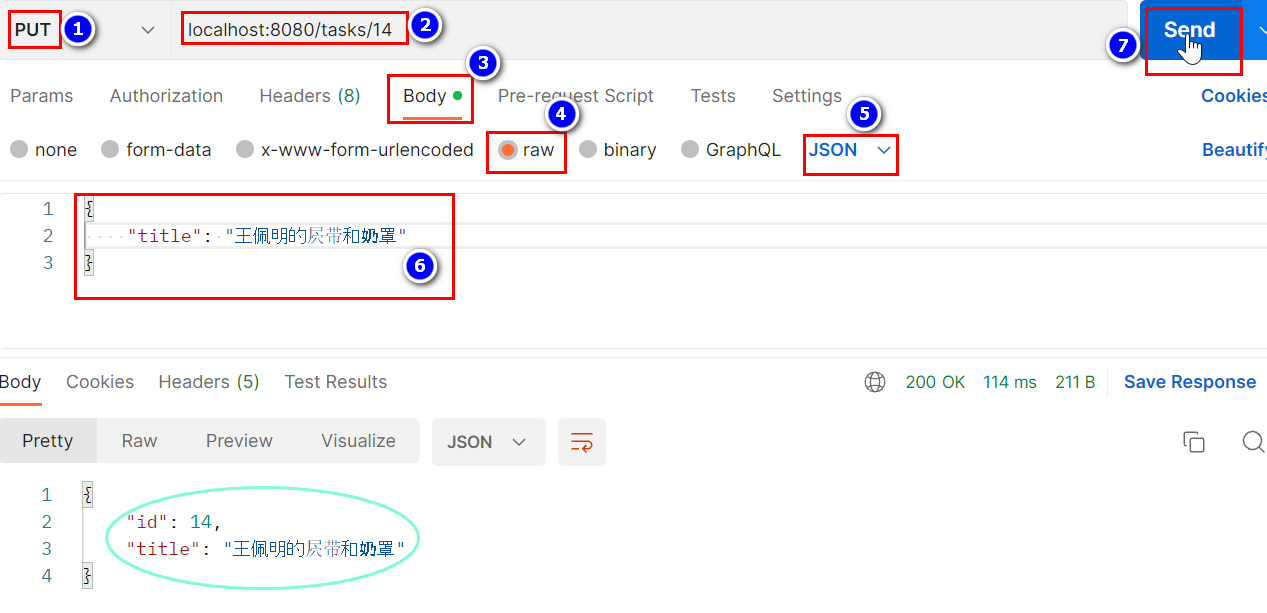 PUT 1 localhost:8080/tasks/14 2 7 Send
3
Params Authorization Headers (8) Body Pre-request Script Tests Settings Cookies
4 5
none form-data x-www-form-urlencoded raw binary GraphQL JSON Beautify
1 {
2 "title": "王佩明的带和奶罩"
3 }
6
Body Cookies Headers (5) Test Results 200 OK 114 ms 211 B Save Response
Pretty Raw Preview Visualize JSON
1 {
2 "id": 14,
3 "title": "王佩明的带和奶罩"
4 }